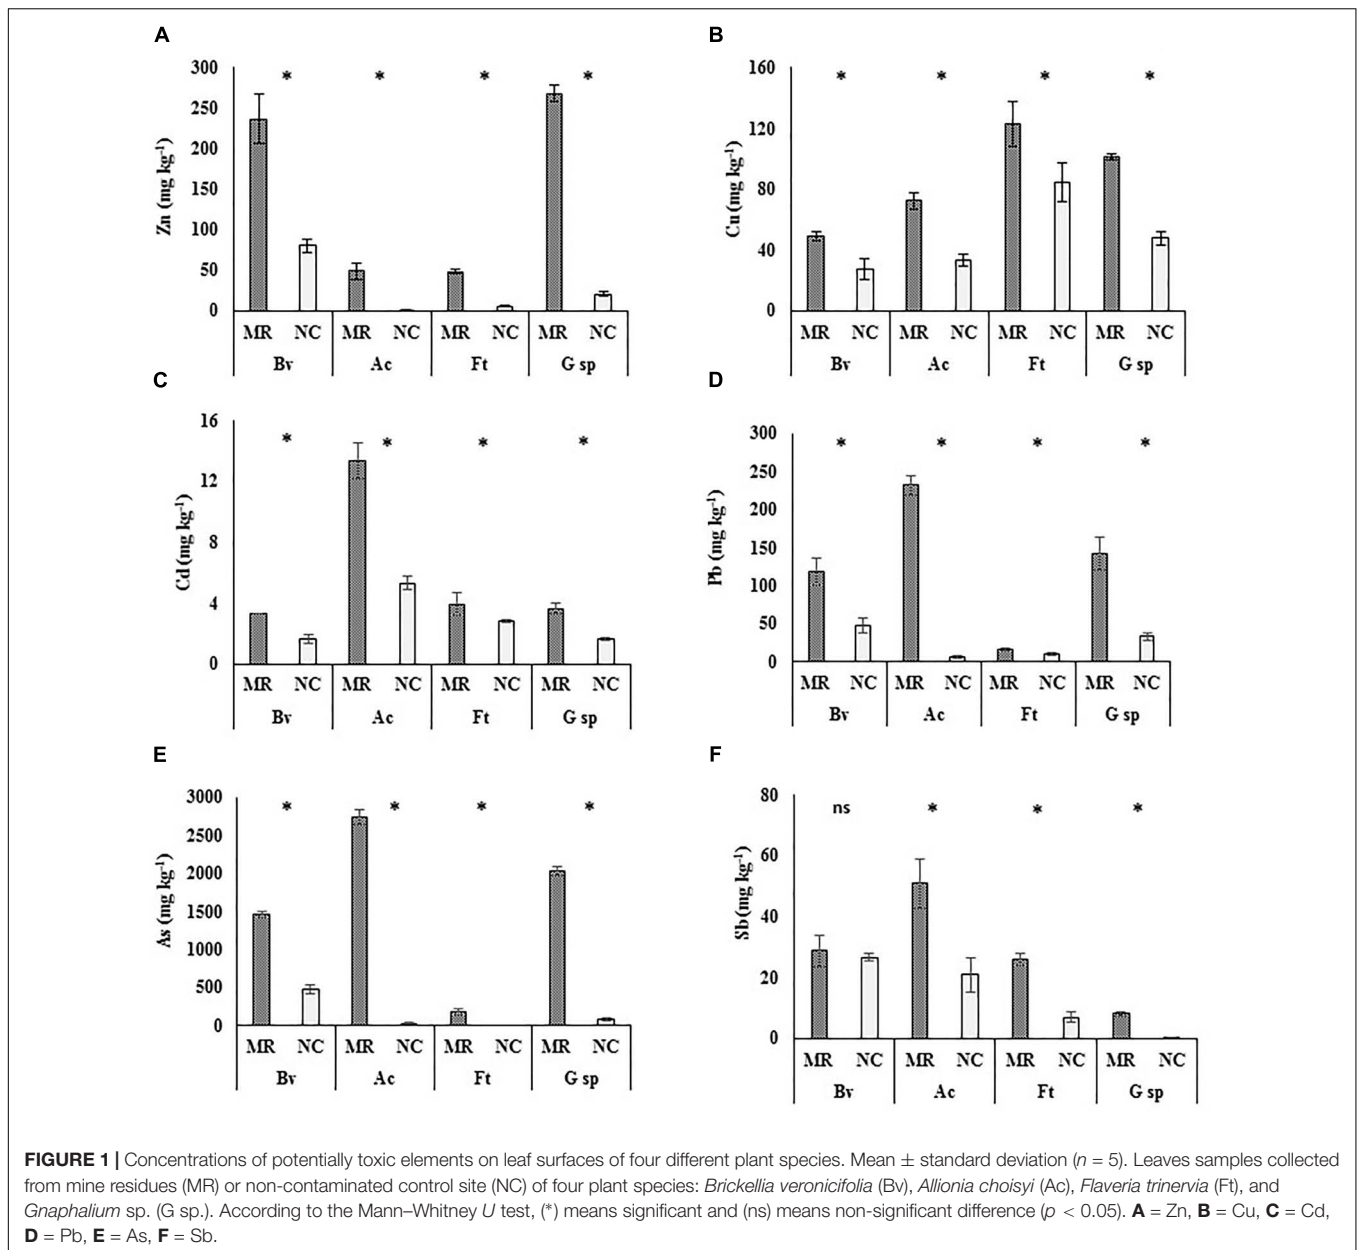 A
Zn (mg kg-1)
300
250
200
150
100
50
0
* * * *
MR NC MR NC MR NC MR NC
Bv Ac Ft G sp
B
Cu (mg kg-1)
160
120
80
40
0
* * * *
MR NC MR NC MR NC MR NC
Bv Ac Ft G sp
C
Cd (mg kg-1)
16
12
8
4
0
* * * *
MR NC MR NC MR NC MR NC
Bv Ac Ft G sp
D
Pb (mg kg-1)
300
250
200
150
100
50
0
* * * *
MR NC MR NC MR NC MR NC
Bv Ac Ft G sp
E
As (mg kg-1)
3000
2500
2000
1500
1000
500
0
* * * *
MR NC MR NC MR NC MR NC
Bv Ac Ft G sp
F
Sb (mg kg-1)
80
60
40
20
0
ns * * *
MR NC MR NC MR NC MR NC
Bv Ac Ft G sp
FIGURE 1 | Concentrations of potentially toxic elements on leaf surfaces of four different plant species. Mean ± standard deviation (n = 5). Leaves samples collected
from mine residues (MR) or non-contaminated control site (NC) of four plant species: Brickellia veronicifolia (Bv), Allionia choisyi (Ac), Flaveria trinervia (Ft), and
Gnaphalium sp. (G sp.). According to the Mann–Whitney U test, (*) means significant and (ns) means non-significant difference (p < 0.05). A = Zn, B = Cu, C = Cd,
D = Pb, E = As, F = Sb.